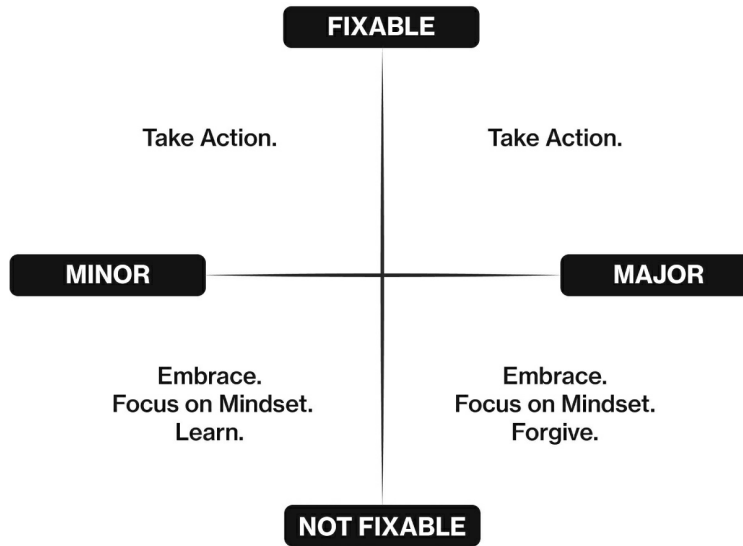 FIXABLE
Take Action.
Take Action.
MINOR
MAJOR
Embrace.
Focus on Mindset.
Learn.
Embrace.
Focus on Mindset.
Forgive.
NOT FIXABLE